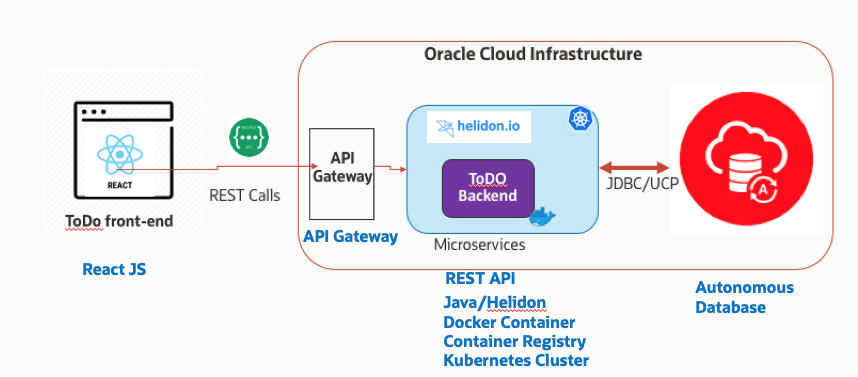 Oracle Cloud Infrastructure
helidon.io
REACT
API
Gateway
ToDO
Backend
REST Calls
JDBC/UCP
A
ToDo front-end
API Gateway
Microservices
React JS
REST API
Java/Helidon
Docker Container
Container Registry
Kubernetes Cluster
Autonomous
Database